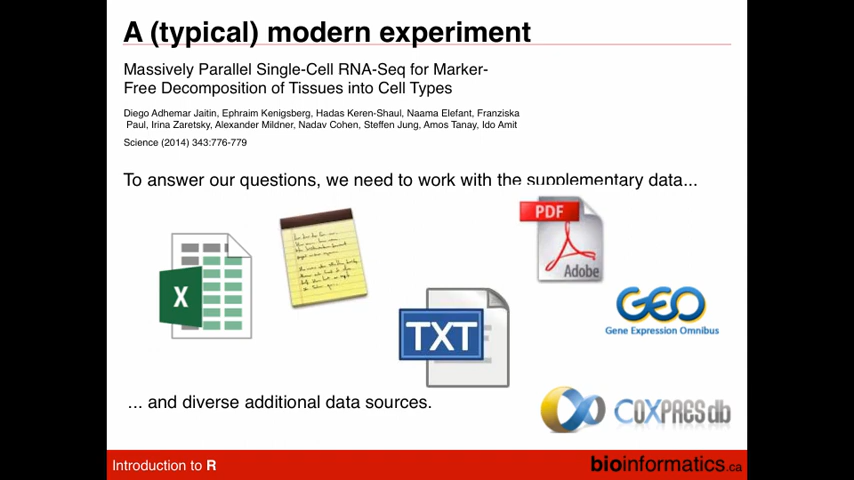 A (typical) modern experiment
Massively Parallel Single-Cell RNA-Seq for Marker-
Free Decomposition of Tissues into Cell Types
Diego Adhemar Jaitin, Ephraim Kenigsberg, Hadas Keren-Shaul, Naama Elefant, Franziska
Paul, Irina Zaretsky, Alexander Mildner, Nadav Cohen, Steffen Jung, Amos Tanay, Ido Amit
Science (2014) 343:776-779
To answer our questions, we need to work with the supplementary data...
PDF
Adobe
X
TXT
GEO
Gene Expression Omnibus
... and diverse additional data sources.
COXPRESdb
Introduction to R
bioinformatics.ca